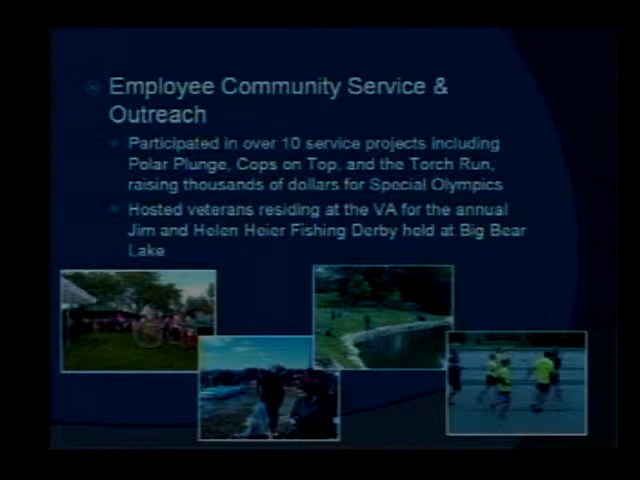 Employee Community Service &
Outreach
Participated in over 10 service projects including
Polar Plunge, Cops on Top, and the Torch Run,
raising thousands of dollars for Special Olympics
Hosted veterans residing at the VA for the annual
Jim and Helen Heier Fishing Derby held at Big Bear
Lake